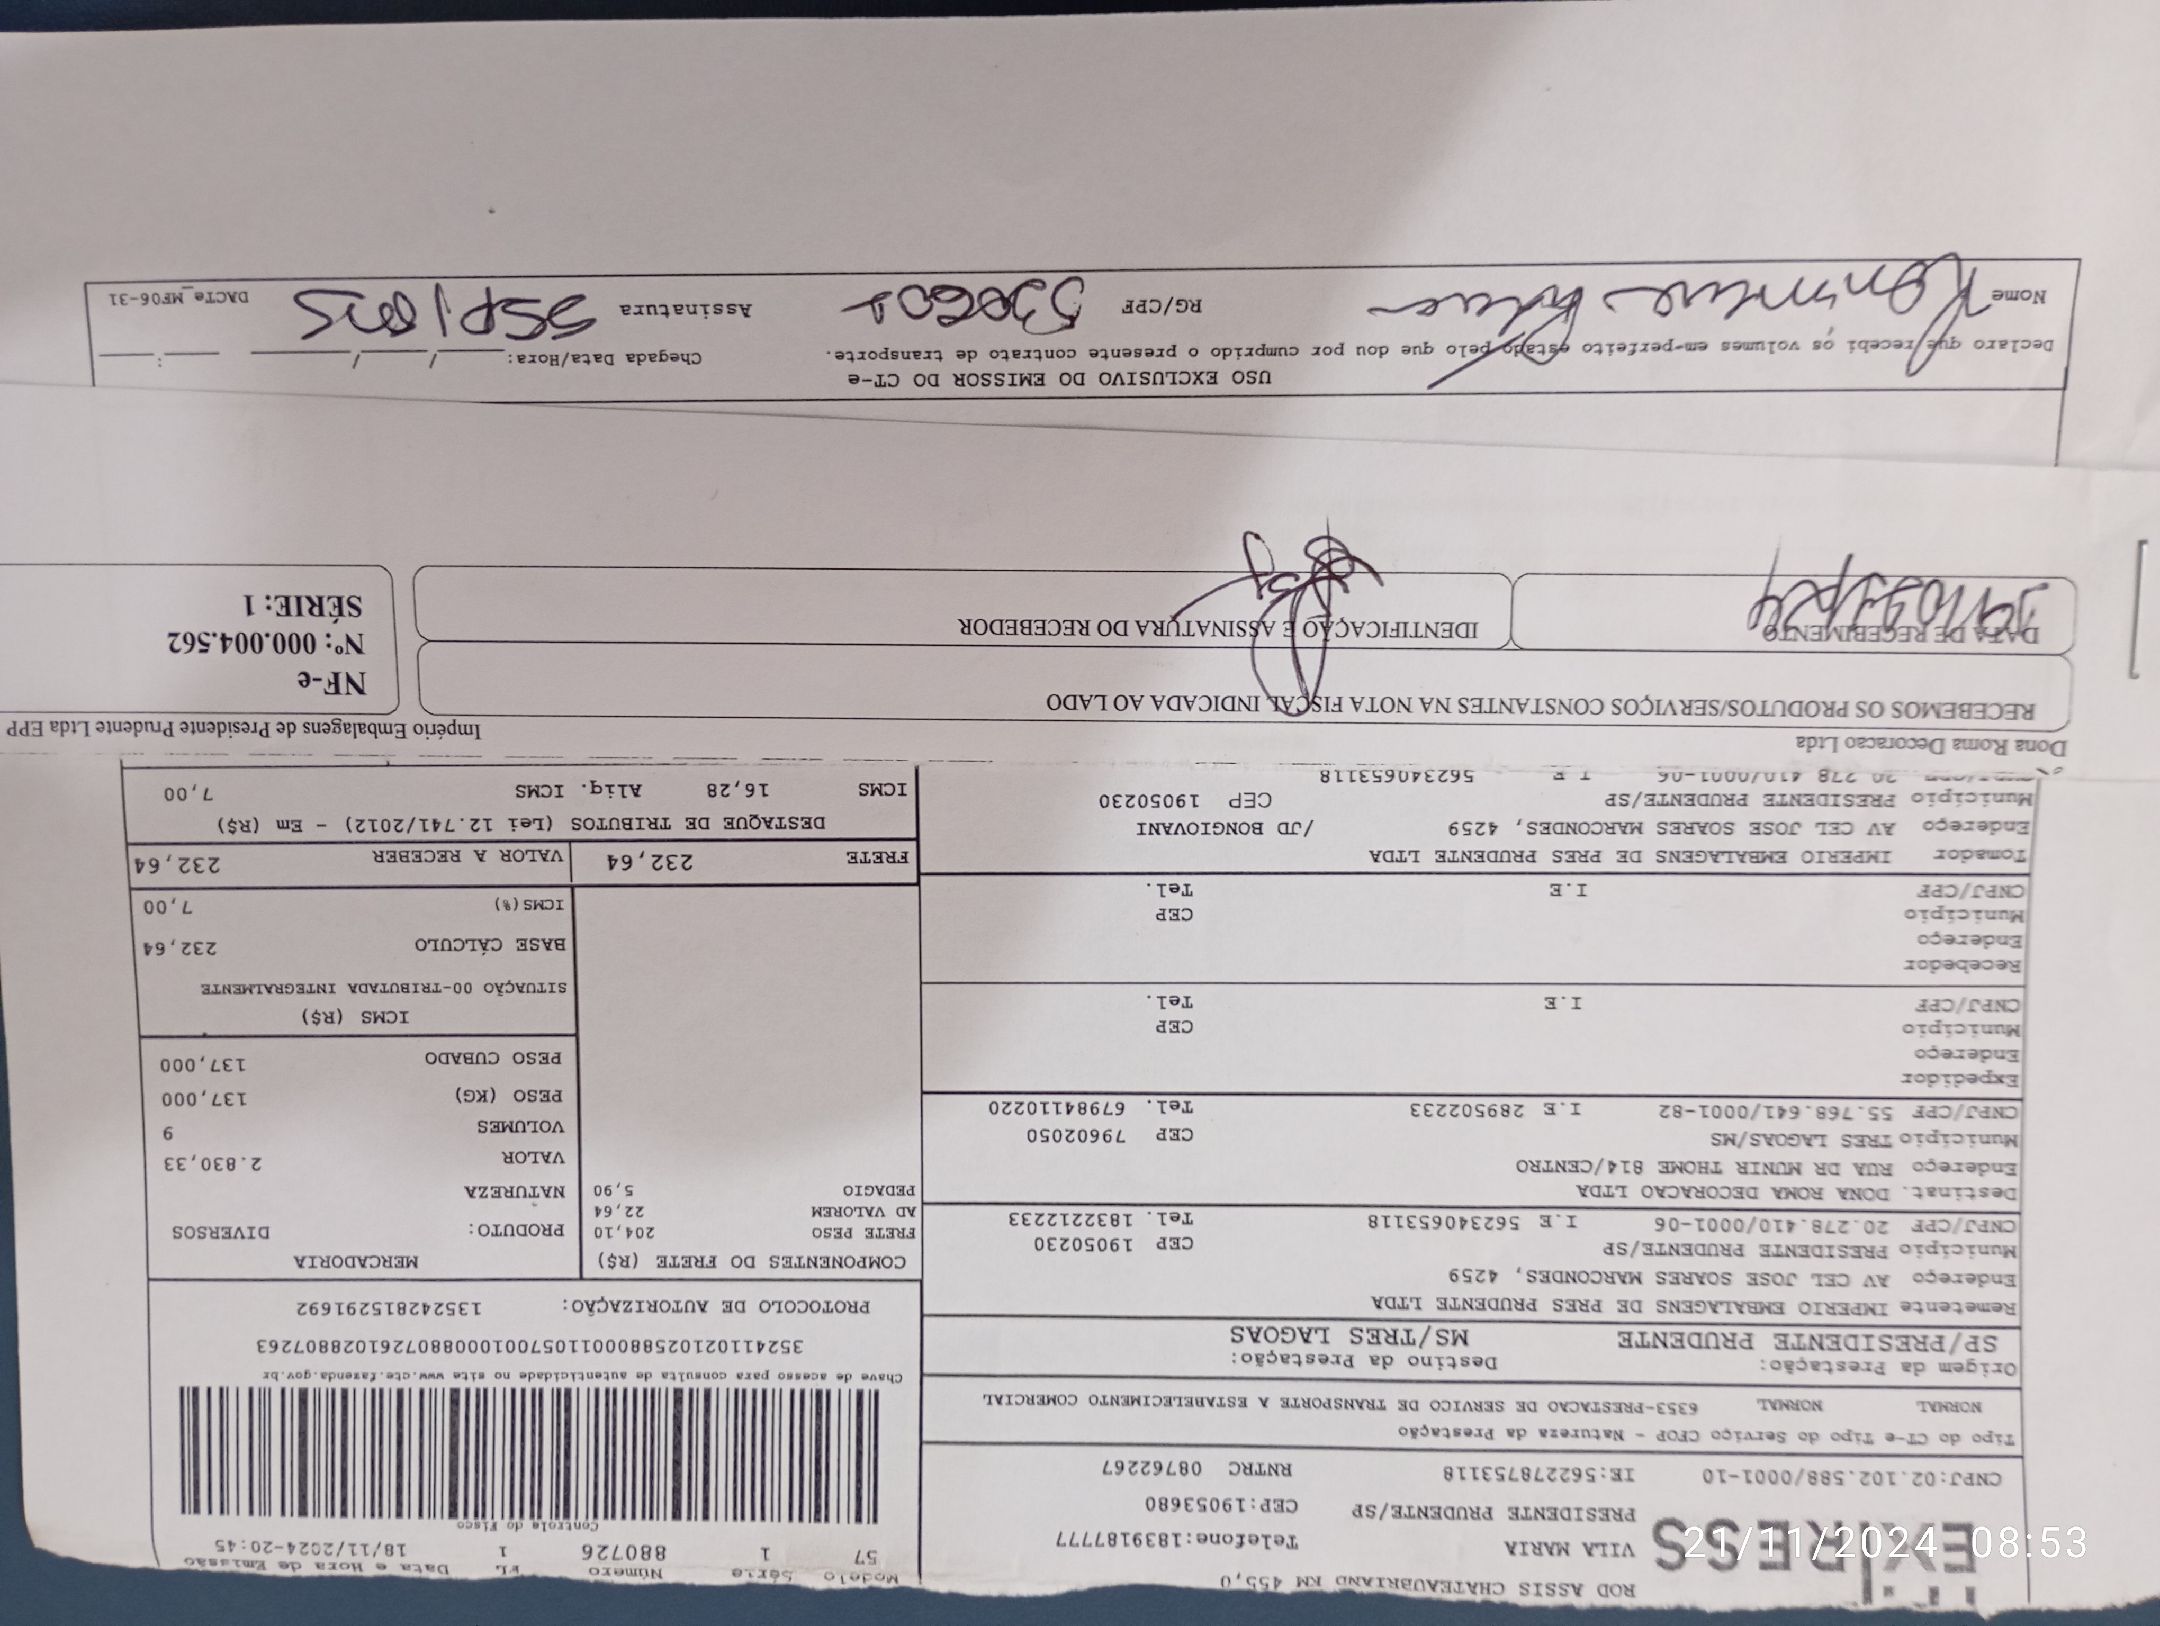 ROD ASSIS CHATEAUBRIAND KM 455,0
VILA MARIA Telefone:1839187777
EXPRESS
PRESIDENTE PRUDENTE/SP CEP:19053680
CNPJ:02.102.588/0001-10 IE:562278753118 RNTRC 08762267
Tipo do CT-e Tipo do Serviço CFOP - Natureza da Prestação
NORMAL NORMAL 6353-PRESTACAO DE SERVICO DE TRANSPORTE A ESTABELECIMENTO COMERCIAL
Origem da Prestação: Destino da Prestação:
SP/PRESIDENTE PRUDENTE MS/TRES LAGOAS
Remetente IMPERIO EMBALAGENS DE PRES PRUDENTE LTDA
Endereço AV CEL JOSE SOARES MARCONDES, 4259
Município PRESIDENTE PRUDENTE/SP CEP 19050230
CNPJ/CPF 20.278.410/0001-06 I.E 562340653118 Tel. 1832212233
Destinat. DONA ROMA DECORACAO LTDA
Endereço RUA DR MUNIR THOME 814/CENTRO
Município TRES LAGOAS/MS CEP 79602050
CNPJ/CPF 55.768.641/0001-82 I.E 289502233 Tel. 67984110220
Expedidor
Endereço
Município CEP
CNPJ/CPF I.E Tel.
Recebedor
Endereço
Município CEP
CNPJ/CPF I.E Tel.
Tomador IMPERIO EMBALAGENS DE PRES PRUDENTE LTDA
Endereço AV CEL JOSE SOARES MARCONDES, 4259 /JD BONGIOVANI
Município PRESIDENTE PRUDENTE/SP CEP 19050230
20.278.410/0001-06 I.E 562340653118
Modelo Série Número FL Data e Hora de Emissão
57 1 880726 1 18/11/2024-20:45
Controle do Fisco
Chave de acesso para consulta de autenticidade no site www.cte.fazenda.gov.br
35241102102588000110570010008807261028807263
PROTOCOLO DE AUTORIZAÇÃO: 135242815291692
COMPONENTES DO FRETE (R$)
FRETE PESO 204,10
AD VALOREM 22,64
PEDAGIO 5,90
MERCADORIA
PRODUTO: DIVERSOS
NATUREZA
VALOR 2.830,33
VOLUMES 9
PESO (KG) 137,000
PESO CUBADO 137,000
ICMS (R$)
SITUAÇÃO 00-TRIBUTADA INTEGRALMENTE
BASE CÁLCULO 232,64
ICMS(%) 7,00
FRETE 232,64 VALOR A RECEBER 232,64
DESTAQUE DE TRIBUTOS (Lei 12.741/2012) - Em (R$)
ICMS 16,28 Aliq. ICMS 7,00
Dona Roma Decoracao Ltda Império Embalagens de Presidente Prudente Ltda EPP
RECEBEMOS OS PRODUTOS/SERVIÇOS CONSTANTES NA NOTA FISCAL INDICADA AO LADO
DATA DE RECEBIMENTO
IDENTIFICAÇÃO E ASSINATURA DO RECEBEDOR
NF-e
Nº: 000.004.562
SÉRIE: 1
USO EXCLUSIVO DO EMISSOR DO CT-e
Declaro que recebi os volumes em perfeito estado pelo que dou por cumprido o presente contrato de transporte. Chegada Data/Hora: / / :
Nome RG/CPF Assinatura SSP/MS DACTe_MF06-31
21/11/2024 08:53